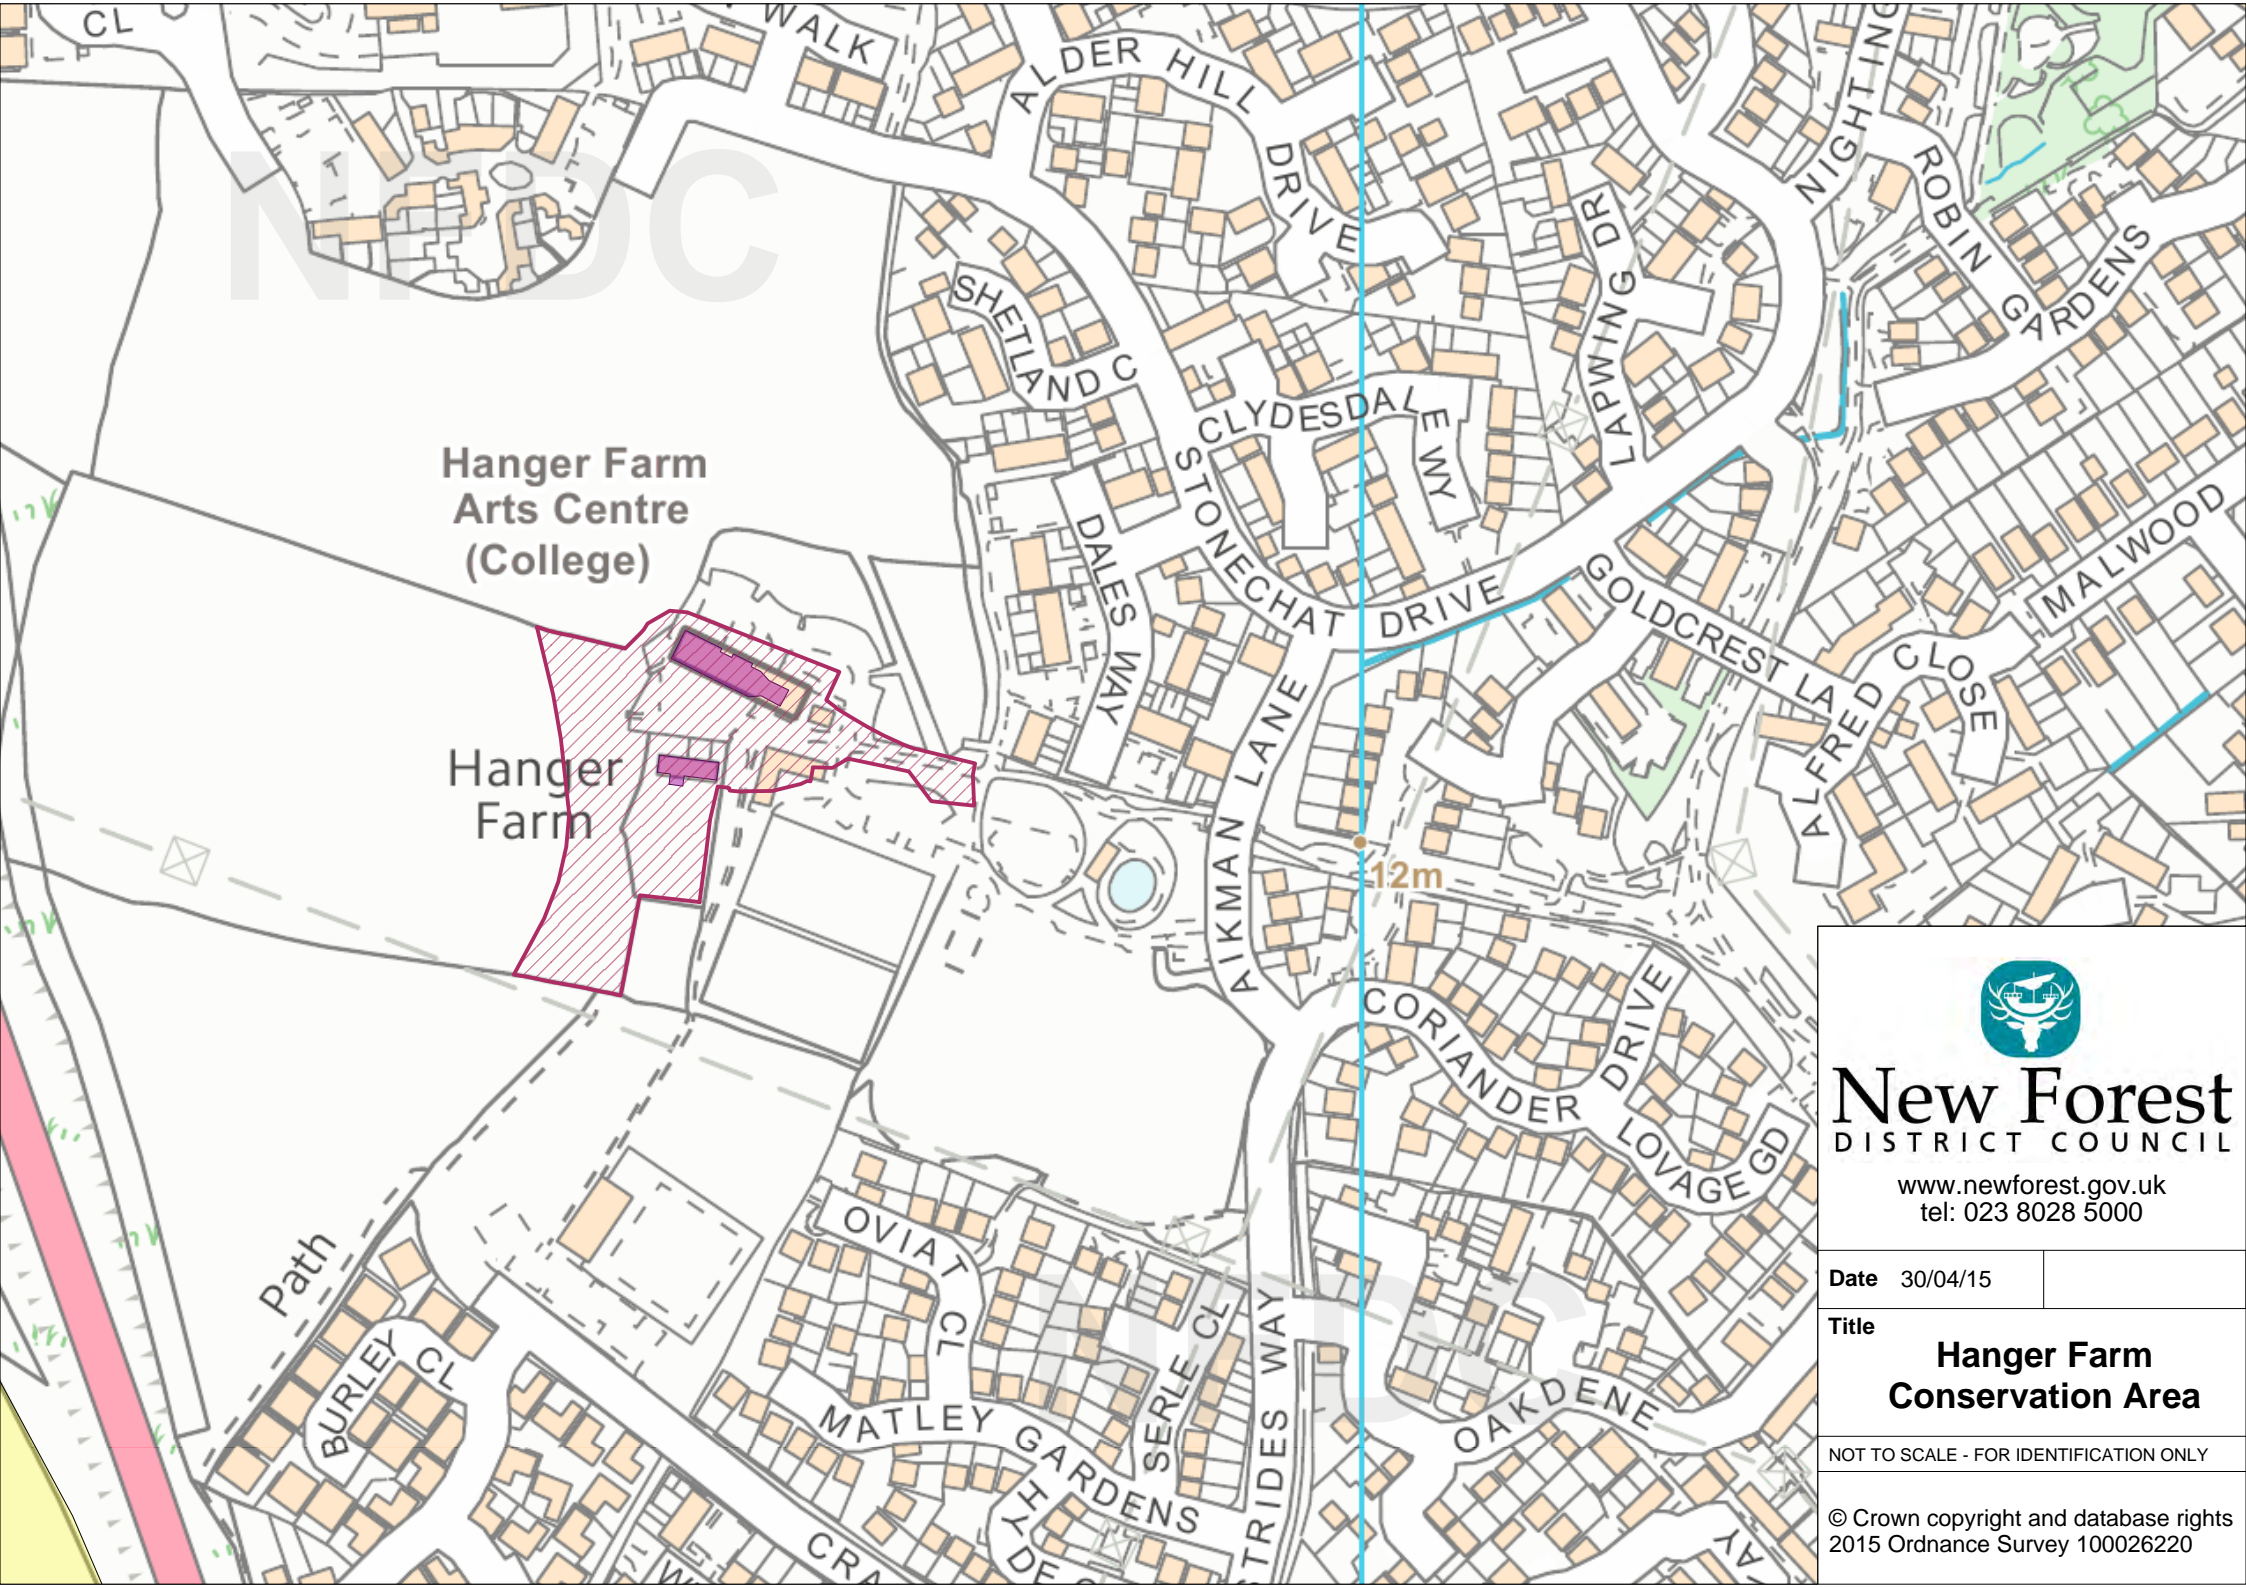 CL
WALK
ALDER HILL
DRIVE
NIGHTING
ROBIN
GARDENS
LAPWING DR
NFDC
SHETLAND C
CLYDESDALE WY
Hanger Farm
Arts Centre
(College)
STONECHAT DRIVE
DALES WAY
GOLDCREST LA
MALWOOD
CLOSE
ALFRED
AIKMAN LANE
Hanger
Farm
12m
CORIANDER
DRIVE
LOVAGE GD
Path
OVIAT CL
BURLEY CL
MATLEY GARDENS
SERLE CL
STRIDES WAY
NFDC
OAKDENE
HYDE C
CRA
W
AY
New Forest
DISTRICT COUNCIL
www.newforest.gov.uk
tel: 023 8028 5000
Date 30/04/15
Title
Hanger Farm
Conservation Area
NOT TO SCALE - FOR IDENTIFICATION ONLY
© Crown copyright and database rights
2015 Ordnance Survey 100026220